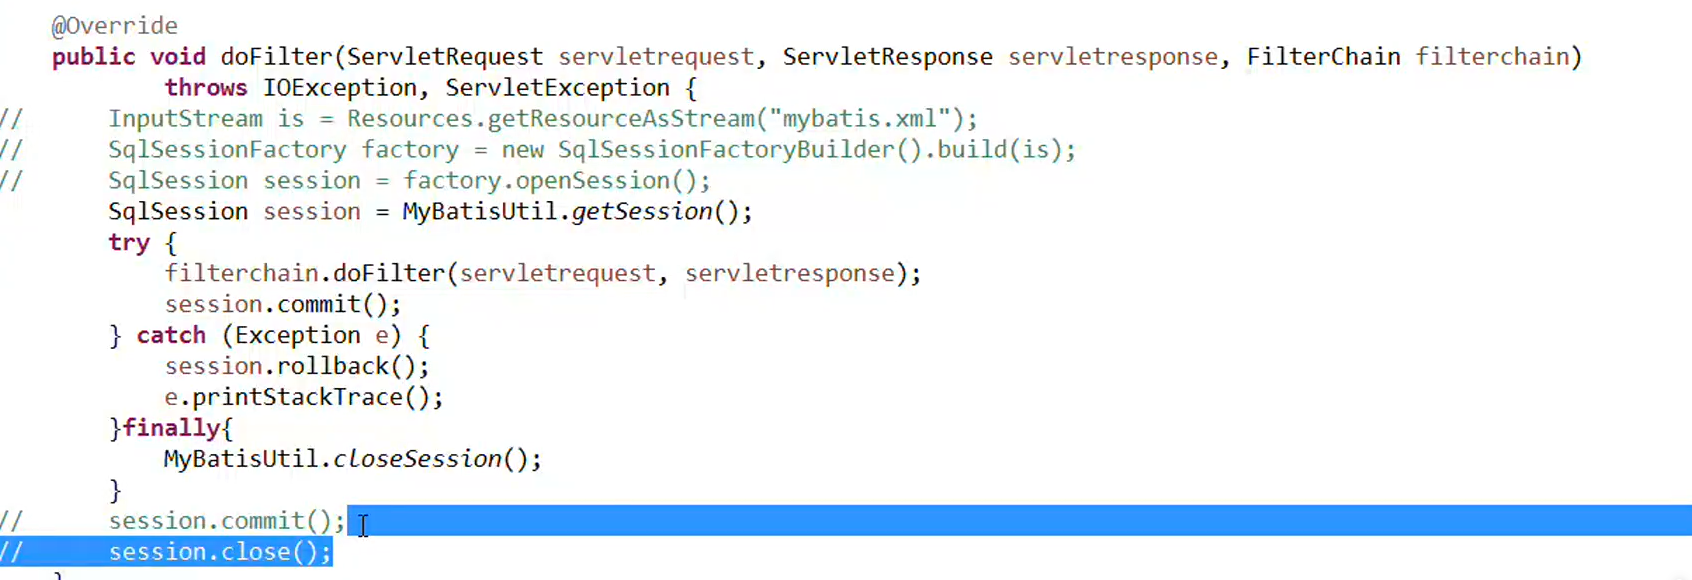 @Override
public void doFilter(ServletRequest servletrequest, ServletResponse servletresponse, FilterChain filterchain)
throws IOException, ServletException {
// InputStream is = Resources.getResourceAsStream("mybatis.xml");
// SqlSessionFactory factory = new SqlSessionFactoryBuilder().build(is);
// SqlSession session = factory.openSession();
SqlSession session = MyBatisUtil.getSession();
try {
filterchain.doFilter(servletrequest, servletresponse);
session.commit();
} catch (Exception e) {
session.rollback();
e.printStackTrace();
}finally{
MyBatisUtil.closeSession();
}
// session.commit();
// session.close();
}